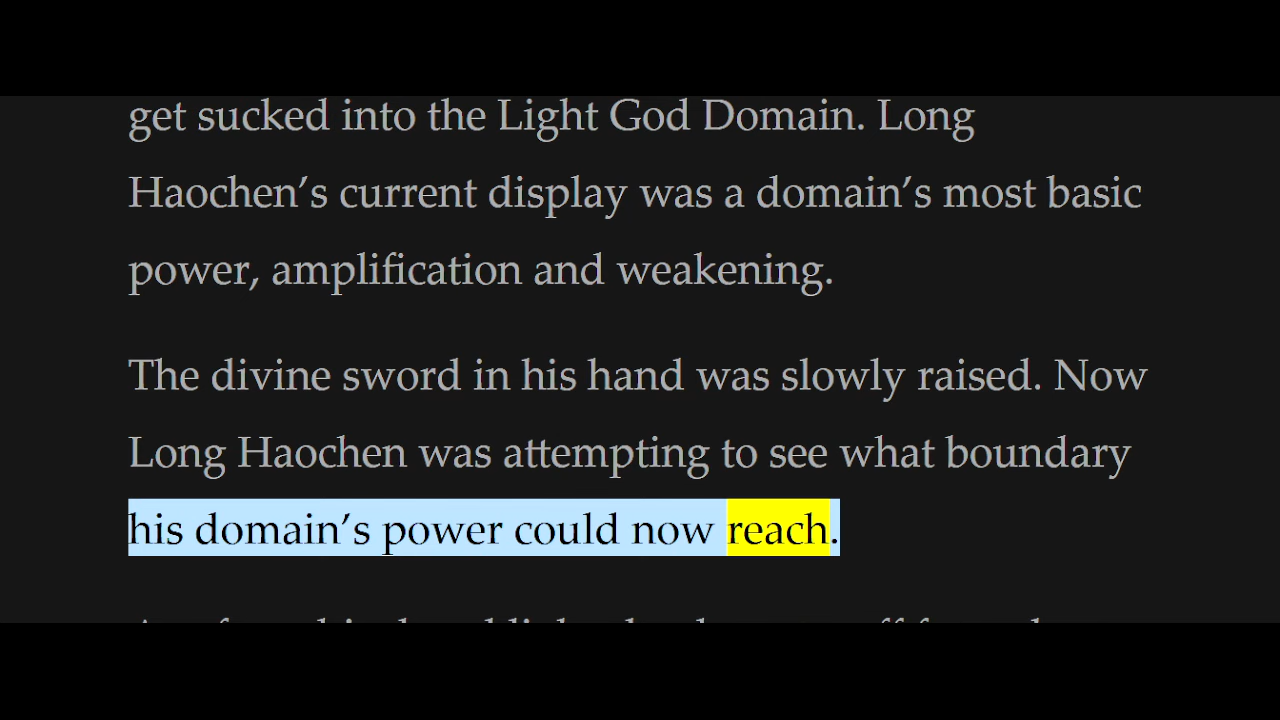 get sucked into the Light God Domain. Long
Haochen’s current display was a domain’s most basic
power, amplification and weakening.
The divine sword in his hand was slowly raised. Now
Long Haochen was attempting to see what boundary
his domain’s power could now reach.